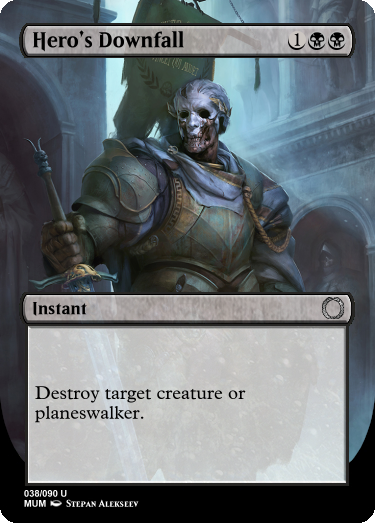 Hero's Downfall 1
Instant
Destroy target creature or
planeswalker.
038/090 U
MUM Stepan Alekseev